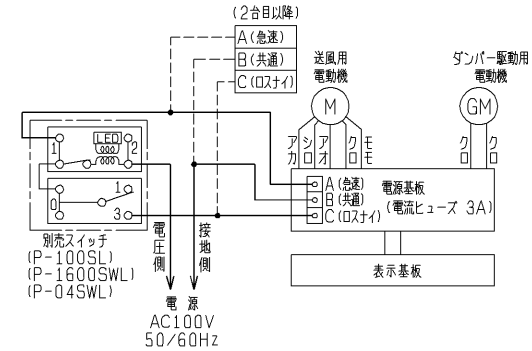 (2台目以降)
A(急速)
B(共通)
C(ロスナイ)
送風用
電動機
M
ダンパー駆動用
電動機
GM
アカ
シロ
アオ
クロ
モモ
クロ
クロ
LED
1
2
0
1
3
A(急速)
B(共通)
C(ロスナイ)
電源基板
(電流ヒューズ 3A)
表示基板
別売スイッチ
(P-100SL)
(P-1600SWL)
(P-04SWL)
電圧側
接地側
電源
AC100V
50/60Hz